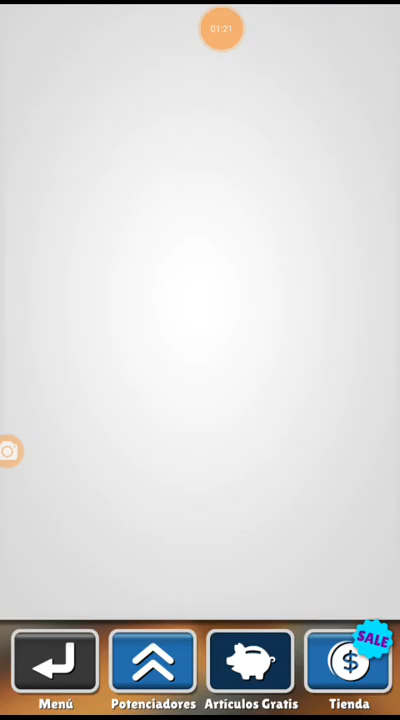 01:21
SALE
Menú
Potenciadores
Artículos Gratis
Tienda